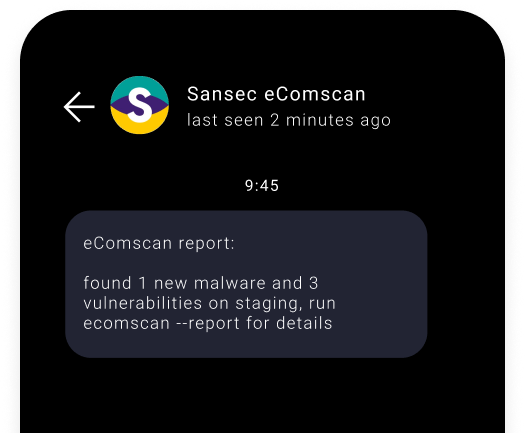 S
Sansec eComscan
last seen 2 minutes ago
9:45
eComscan report:
found 1 new malware and 3
vulnerabilities on staging, run
ecomscan --report for details